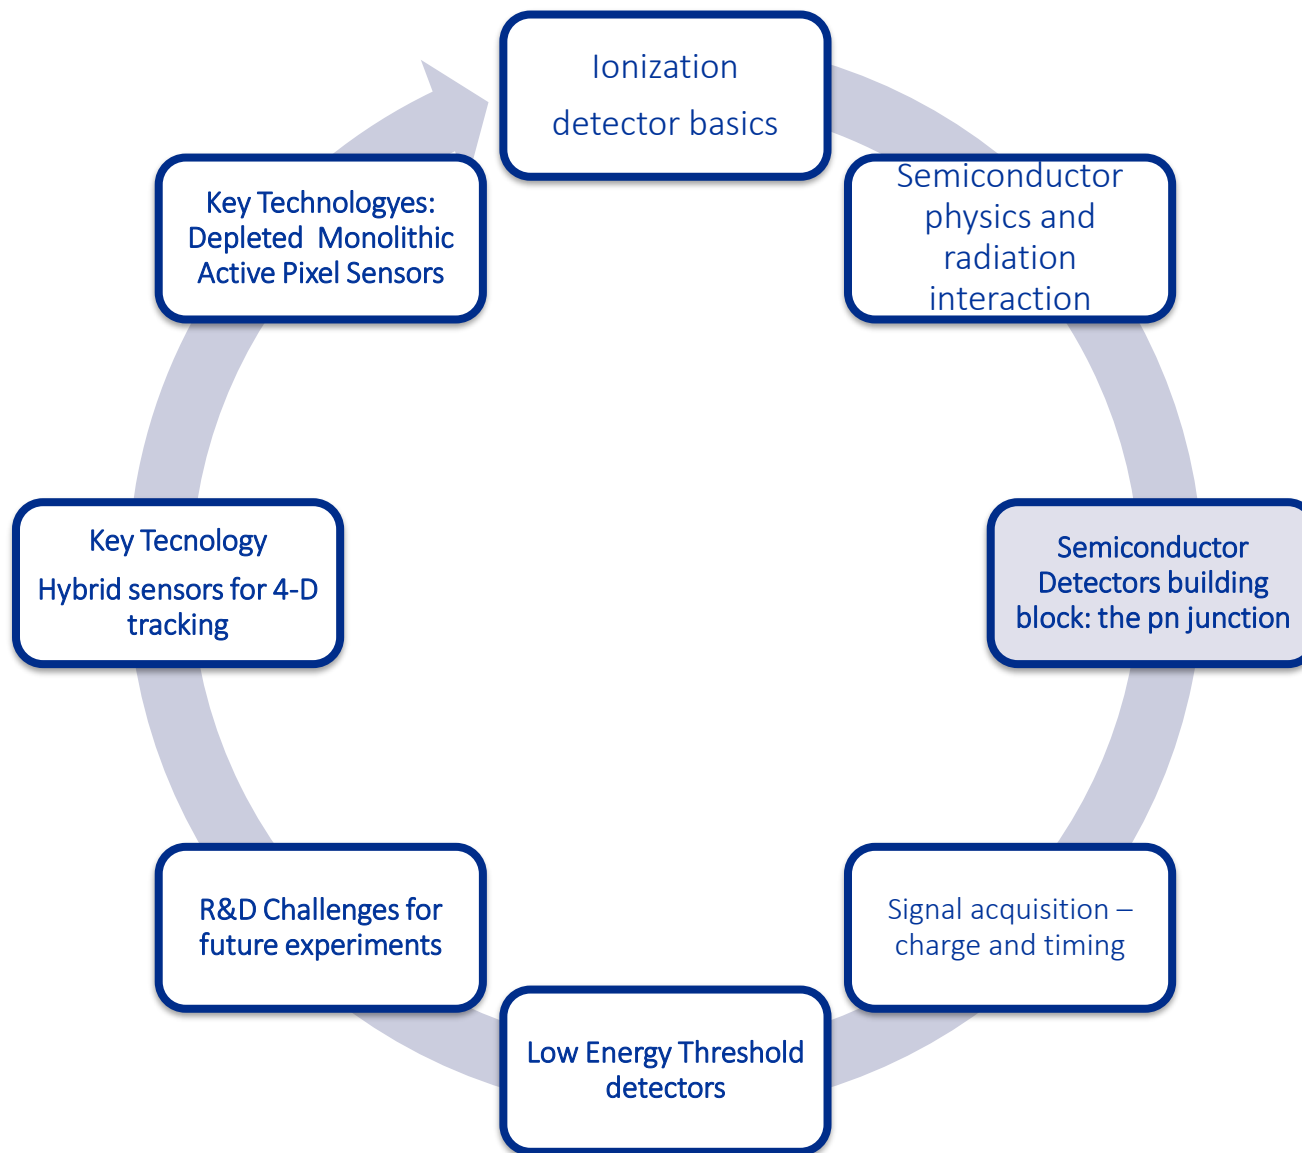 Ionization
detector basics
Semiconductor
physics and
radiation
interaction
Semiconductor
Detectors building
block: the pn junction
Signal acquisition –
charge and timing
Low Energy Threshold
detectors
R&D Challenges for
future experiments
Key Tecnology
Hybrid sensors for 4-D
tracking
Key Technologyes:
Depleted  Monolithic
Active Pixel Sensors